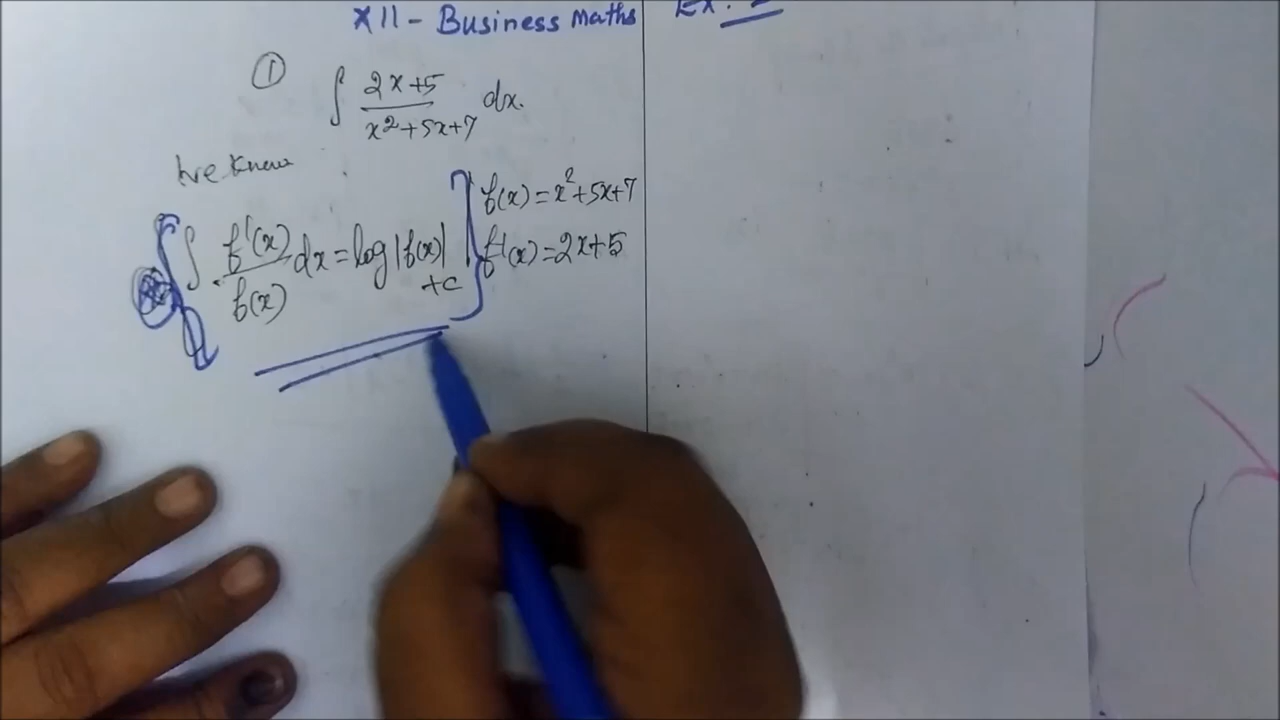 XII - Business Maths Ex.
① ∫ (2x+5)/(x²+5x+7) dx.
We know
∫ f'(x)/f(x) dx = log|f(x)| +c
f(x) = x²+5x+7
f'(x) = 2x+5